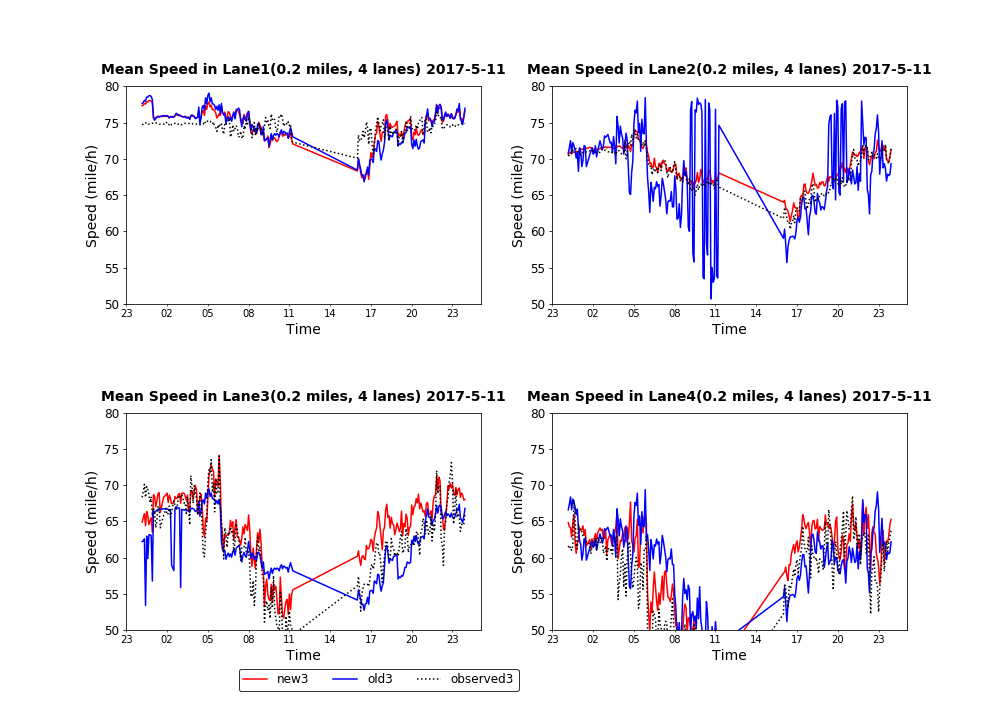 Mean Speed in Lane1(0.2 miles, 4 lanes) 2017-5-11
80
75
70
65
60
55
50
Speed (mile/h)
23 02 05 08 11 11 17 20 23
Time
Mean Speed in Lane2(0.2 miles, 4 lanes) 2017-5-11
80
75
70
65
60
55
50
Speed (mile/h)
23 02 05 08 11 14 17 20 23
Time
Mean Speed in Lane3(0.2 miles, 4 lanes) 2017-5-11
80
75
70
65
60
55
50
Speed (mile/h)
23 02 05 08 11 11 17 20 23
Time
Mean Speed in Lane4(0.2 miles, 4 lanes) 2017-5-11
80
75
70
65
60
55
50
Speed (mile/h)
23 02 05 08 11 14 17 20 23
Time
new3 old3 observed3